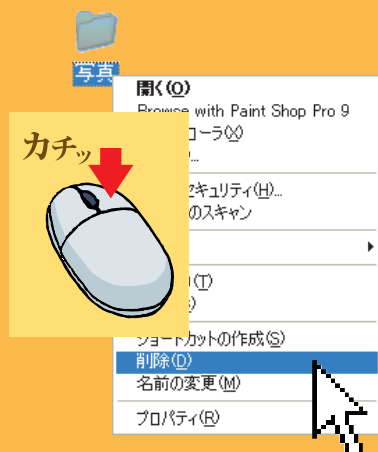 写真
開く(O)
Browse with Paint Shop Pro 9
ローラ(X)
...
セキュリティ(H)...
のスキャン
カチッ
(T)
ショートカットの作成(S)
削除(D)
名前の変更(M)
プロパティ(R)